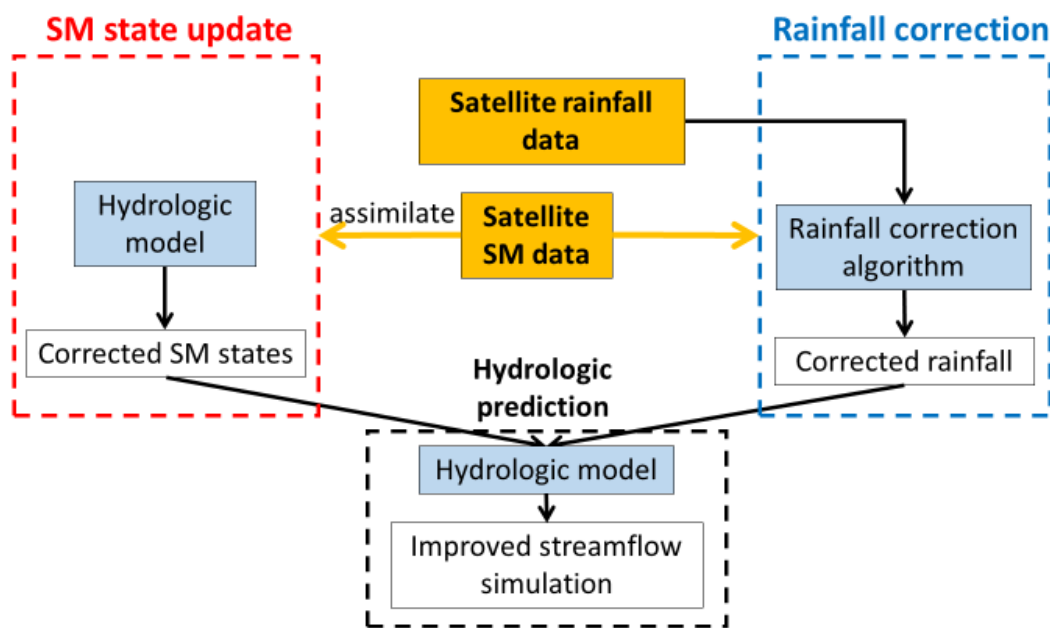 SM state update
Rainfall correction
Satellite rainfall
data
Hydrologic
model
assimilate
Satellite
SM data
Rainfall correction
algorithm
Corrected SM states
Corrected rainfall
Hydrologic
prediction
Hydrologic model
Improved streamflow
simulation